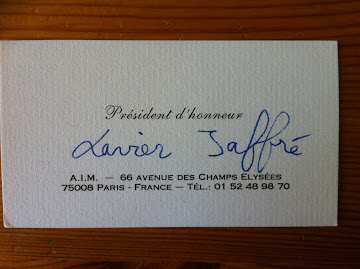 Président d'honneur
Xavier Jaffré
A.I.M. — 66 AVENUE DES CHAMPS ELYSÉES
75008 PARIS - FRANCE — TÉL.: 01 52 48 98 70